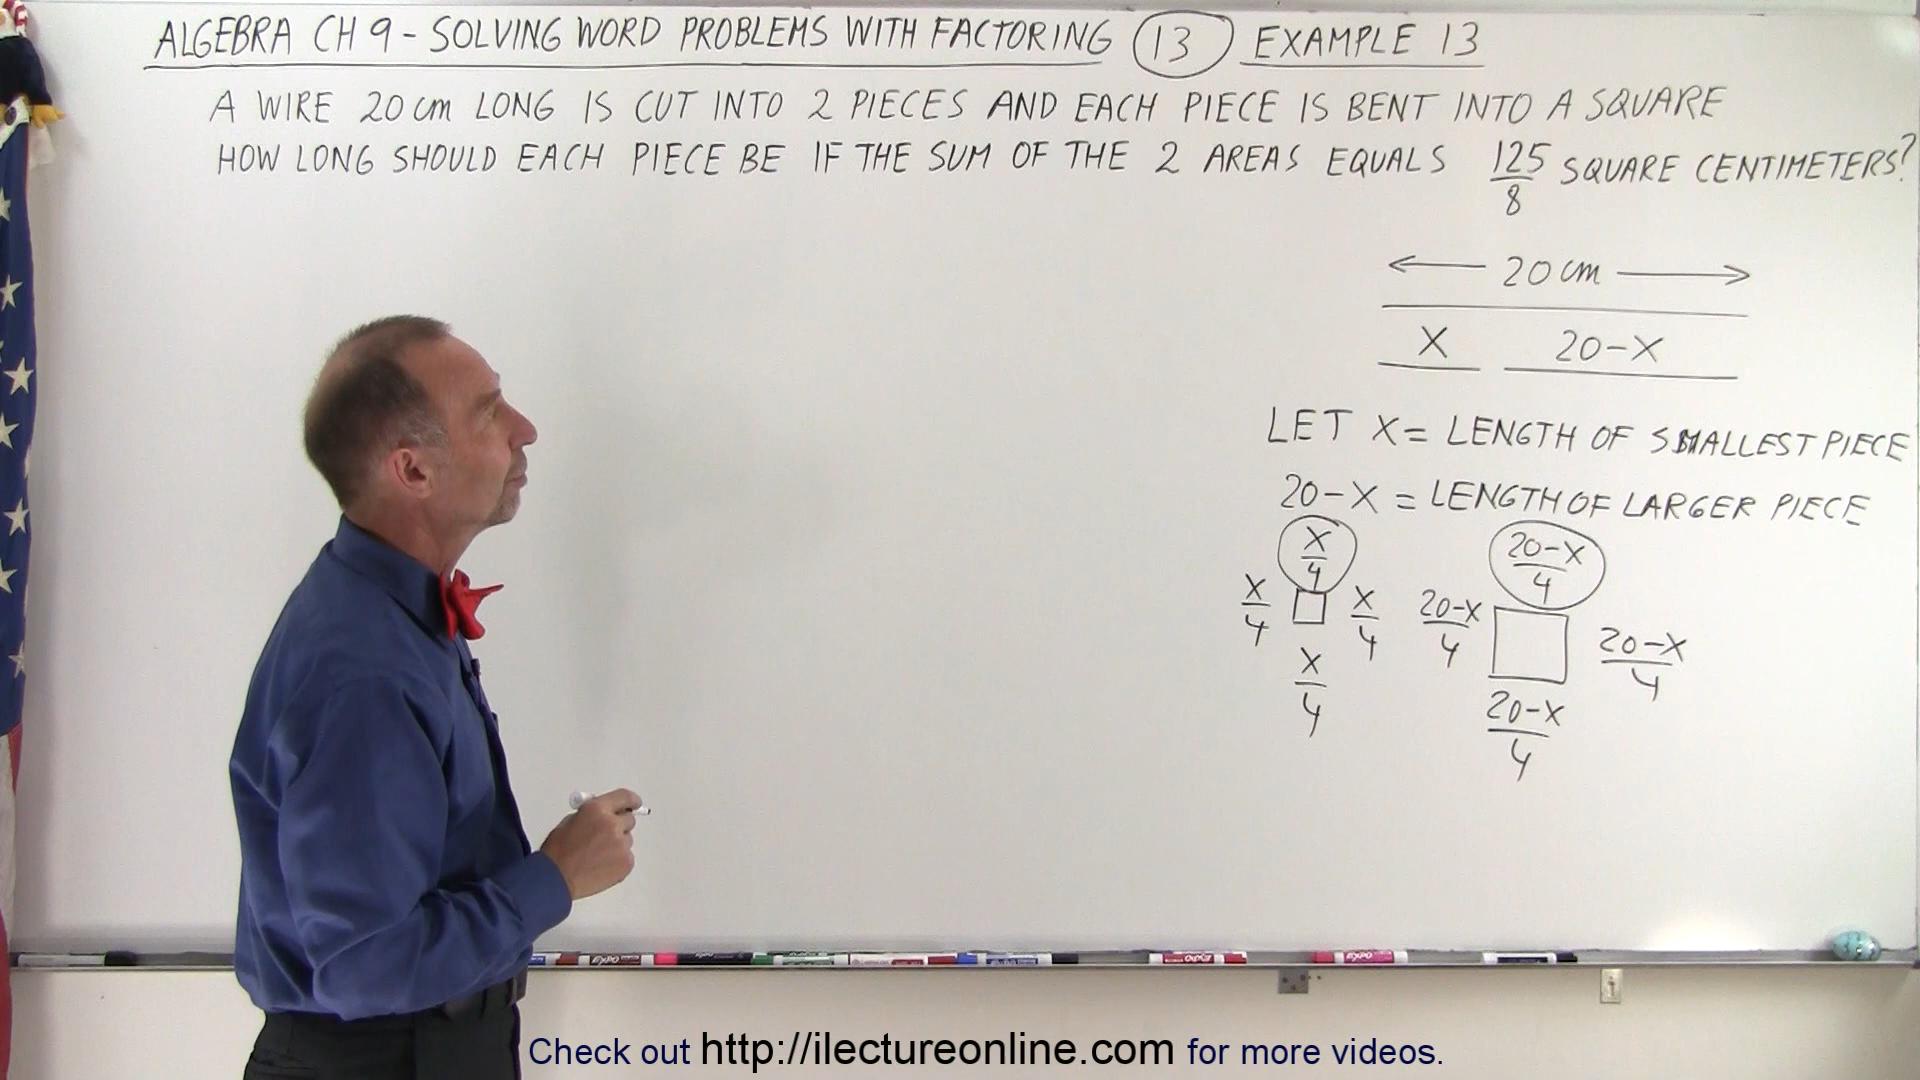 ALGEBRA CH 9 - SOLVING WORD PROBLEMS WITH FACTORING 13 EXAMPLE 13
A WIRE 20 cm LONG IS CUT INTO 2 PIECES AND EACH PIECE IS BENT INTO A SQUARE
HOW LONG SHOULD EACH PIECE BE IF THE SUM OF THE 2 AREAS EQUALS 125/8 SQUARE CENTIMETERS?
20 cm
X 20-X
LET X = LENGTH OF SMALLEST PIECE
20-X = LENGTH OF LARGER PIECE
X/4 20-X/4
X/4 X/4 20-X/4 20-X/4
X/4 20-X/4
Check out http://ilectureonline.com for more videos.